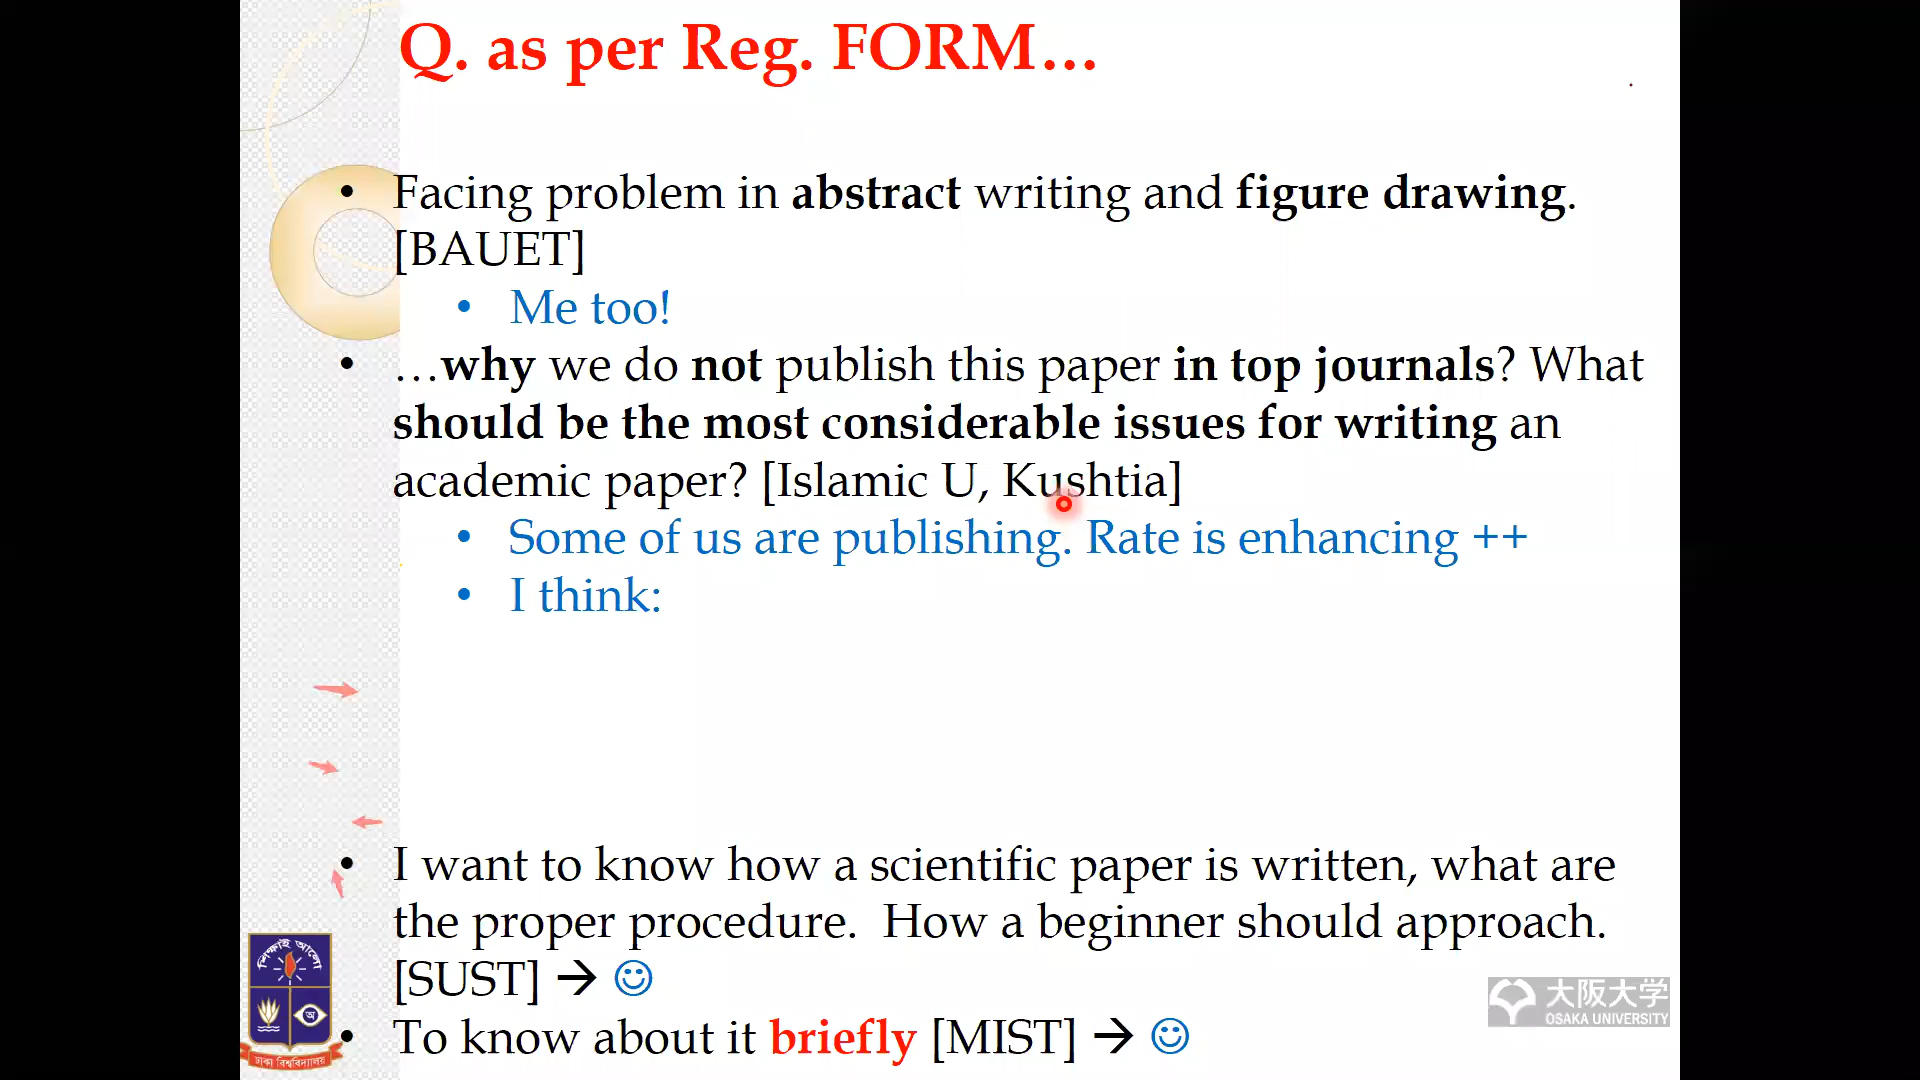 Q. as per Reg. FORM…
• Facing problem in abstract writing and figure drawing.
[BAUET]
• Me too!
• …why we do not publish this paper in top journals? What
should be the most considerable issues for writing an
academic paper? [Islamic U, Kushtia]
• Some of us are publishing. Rate is enhancing ++
• I think:
• I want to know how a scientific paper is written, what are
the proper procedure.  How a beginner should approach.
[SUST] → ☺
• To know about it briefly [MIST] → ☺
শিক্ষাই আলো
অ
ঢাকা বিশ্ববিদ্যালয়
大阪大学
OSAKA UNIVERSITY